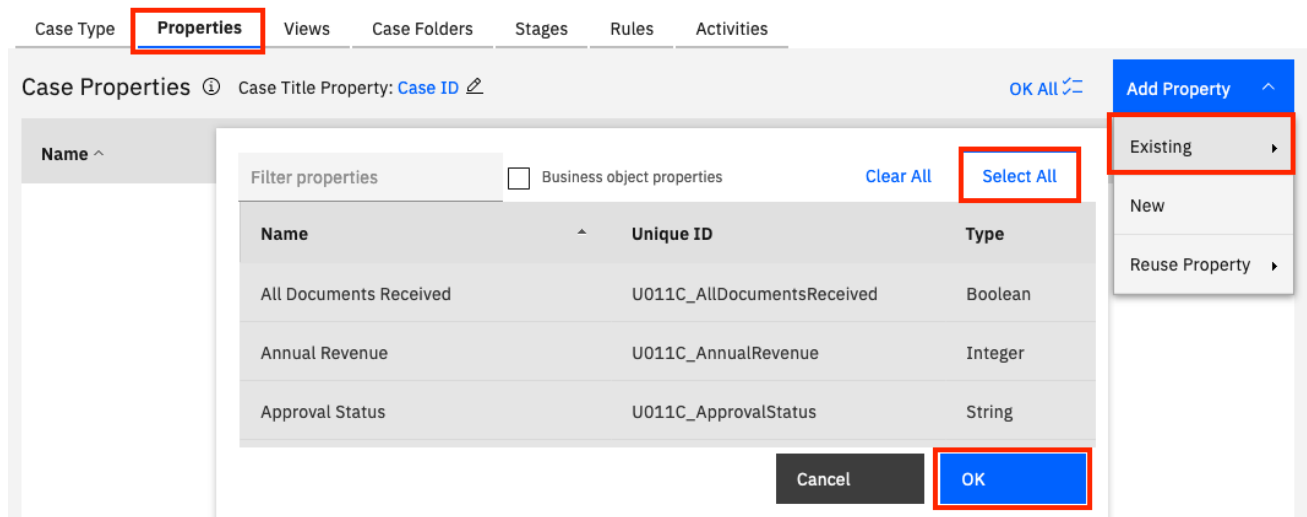 Case Type Properties Views Case Folders Stages Rules Activities
Case Properties Case Title Property: Case ID OK All Add Property
Name
Filter properties Business object properties Clear All Select All
Existing
New
Reuse Property
Name Unique ID Type
All Documents Received U011C_AllDocumentsReceived Boolean
Annual Revenue U011C_AnnualRevenue Integer
Approval Status U011C_ApprovalStatus String
Cancel OK